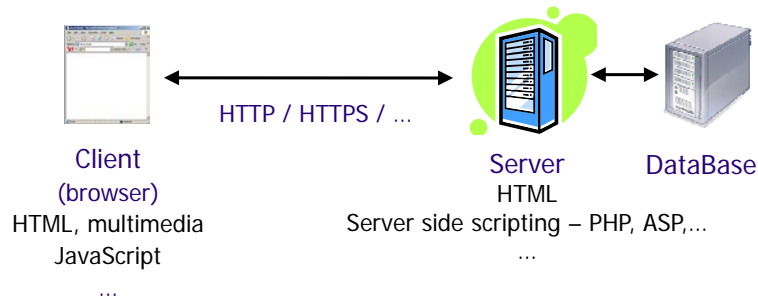 HTTP / HTTPS / ...
Client
(browser)
HTML, multimedia
JavaScript
...
Server
HTML
Server side scripting – PHP, ASP,...
...
DataBase